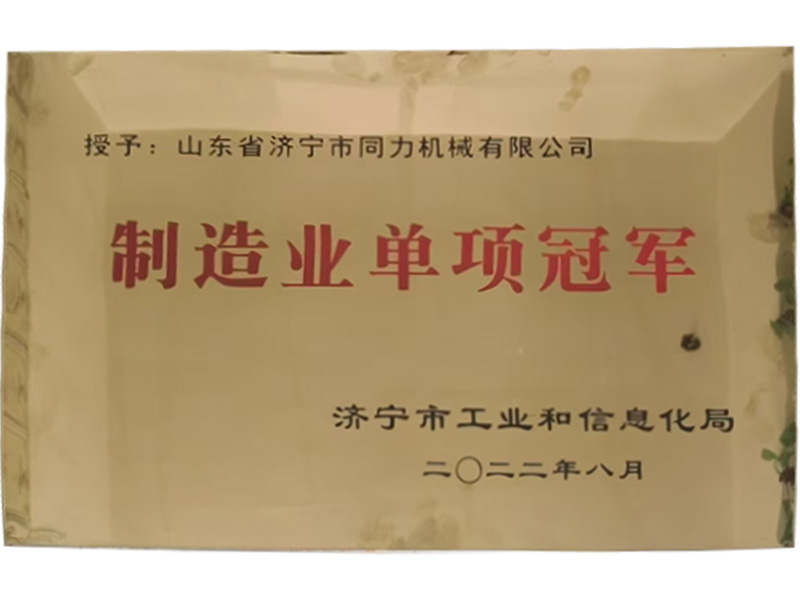 授予：山东省济宁市同力机械有限公司
制造业单项冠军
济宁市工业和信息化局
二〇二二年八月